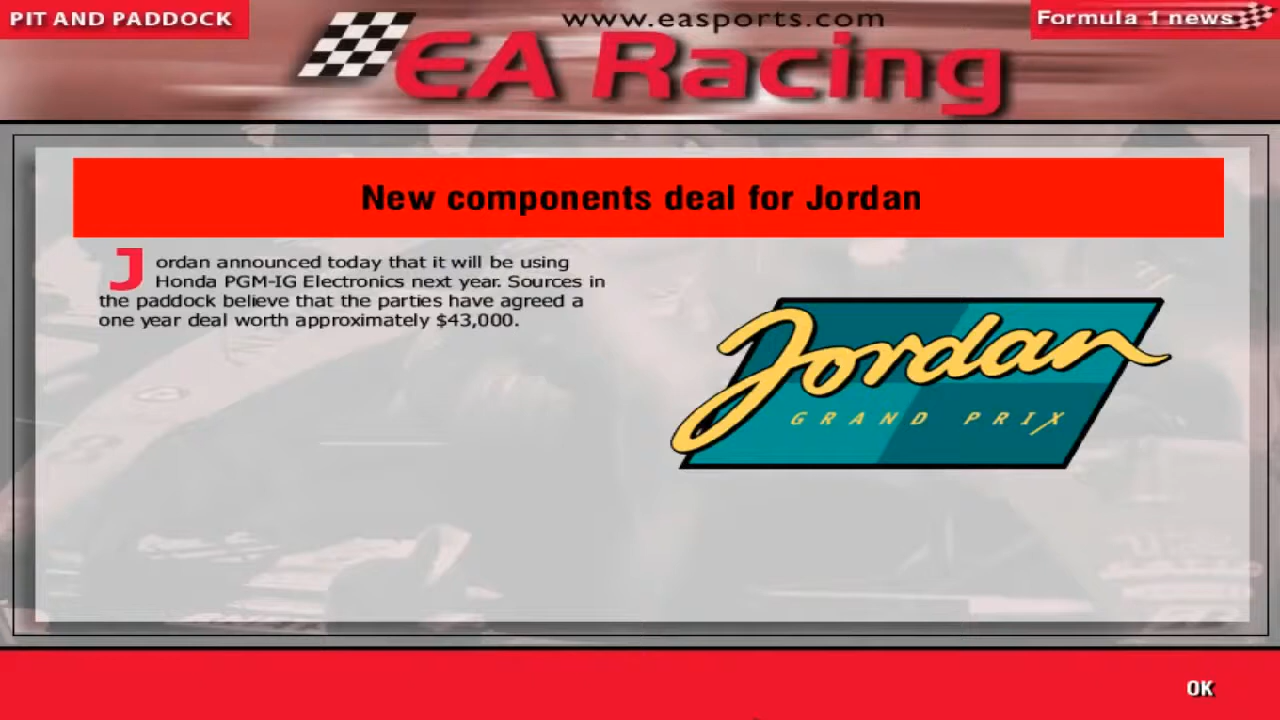 PIT AND PADDOCK
www.easports.com
Formula 1 news
EA Racing
New components deal for Jordan
Jordan announced today that it will be using
Honda PGM-IG Electronics next year. Sources in
the paddock believe that the parties have agreed a
one year deal worth approximately $43,000.
Jordan
GRAND PRIX
OK